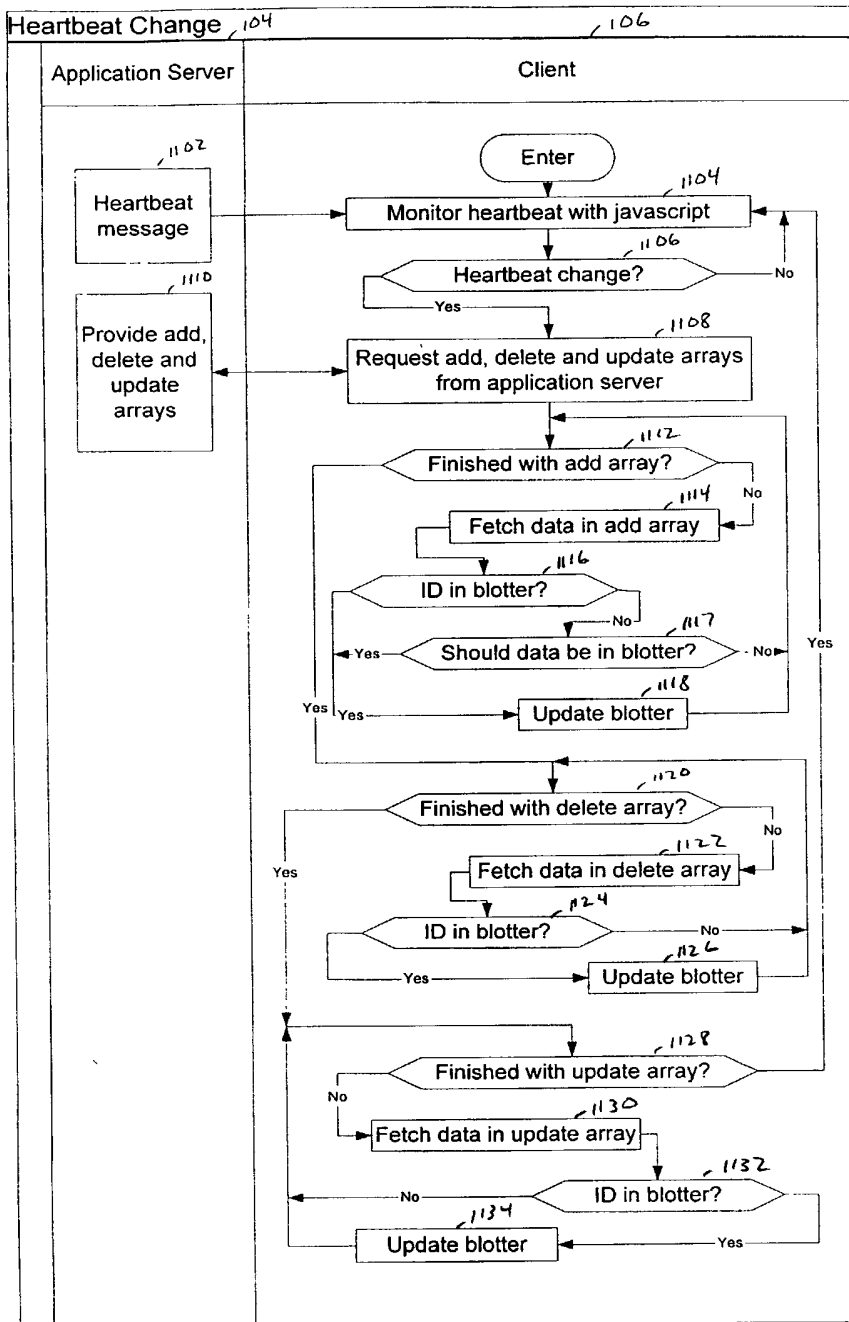 Heartbeat Change 104 106
Application Server
Client
Enter
1102
Heartbeat
message
1104
Monitor heartbeat with javascript
1106
Heartbeat change?
No
Yes
1110
Provide add,
delete and
update
arrays
1108
Request add, delete and update arrays
from application server
1112
Finished with add array?
No
1114
Fetch data in add array
1116
ID in blotter?
No
1117
Yes
Should data be in blotter?
No
Yes
1118
Yes
Yes
Update blotter
1120
Finished with delete array?
No
Yes
1122
Fetch data in delete array
1124
ID in blotter?
No
1126
Yes
Update blotter
1128
Finished with update array?
No
1130
Fetch data in update array
1132
No
ID in blotter?
1134
Update blotter
Yes